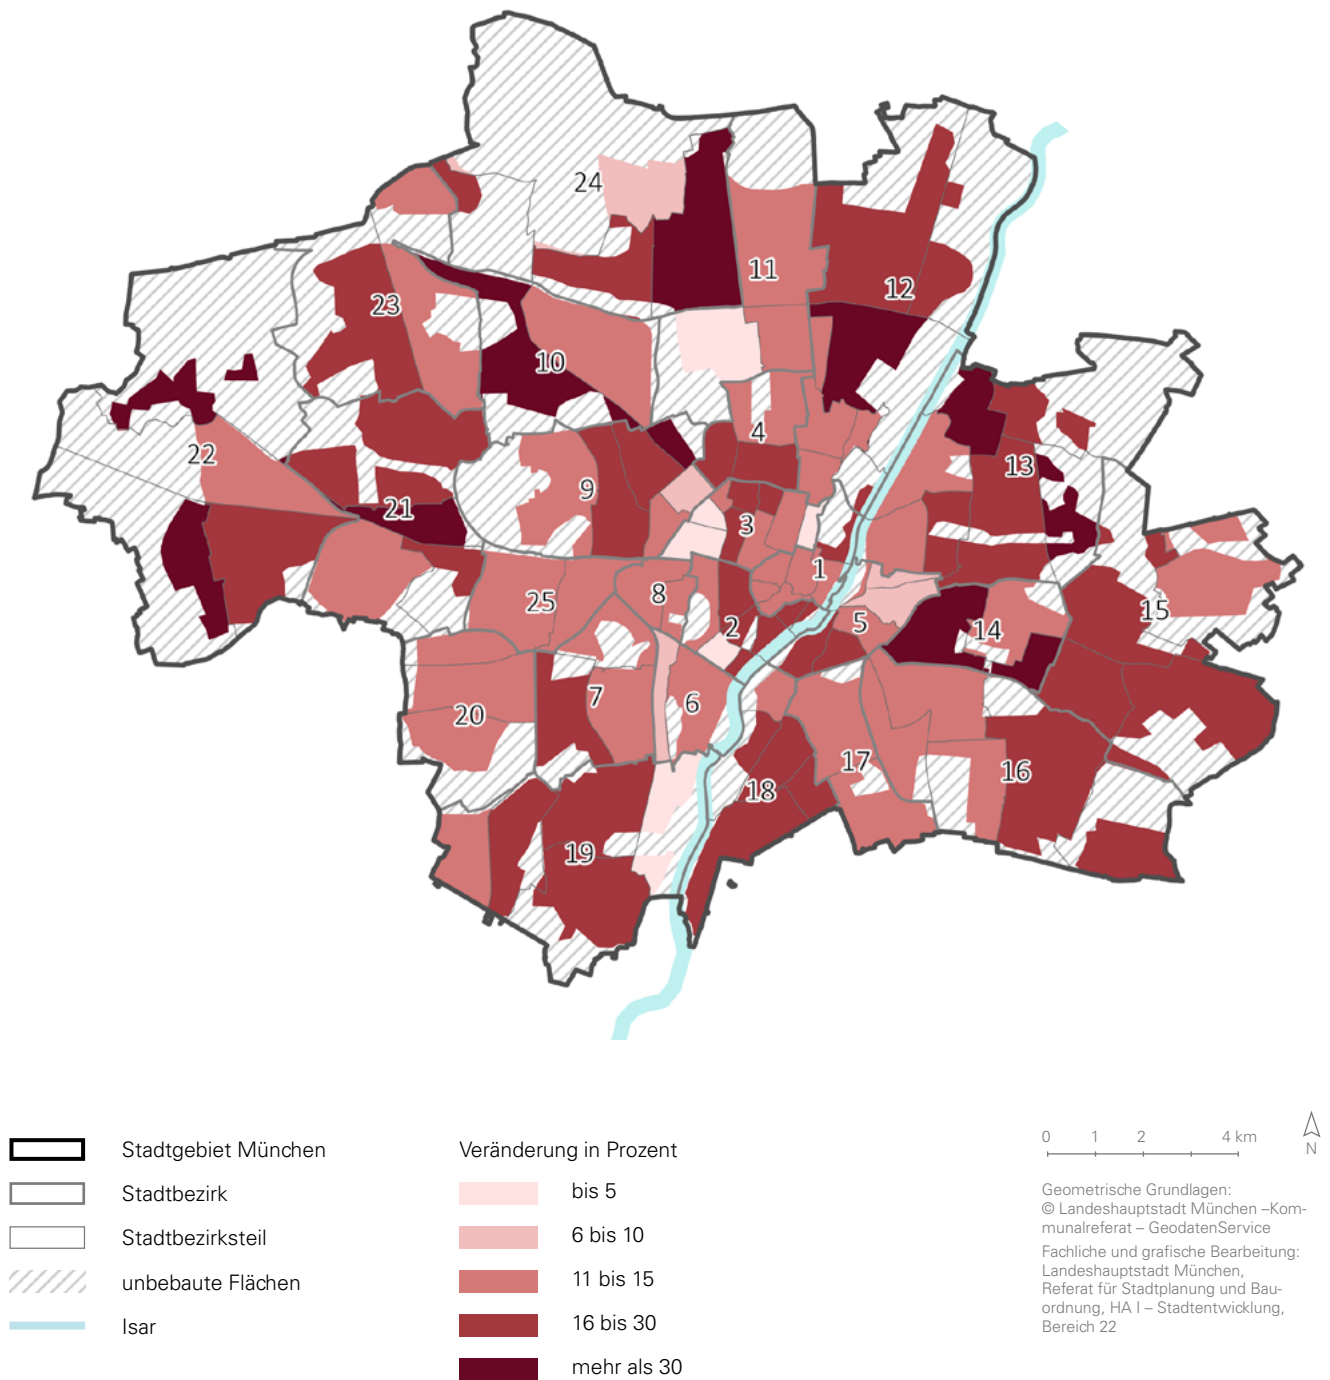 24
11
12
23
10
4
22
13
9
21
3
1
8
25
2
5
14
15
7
6
20
17
16
18
19
Stadtgebiet München
Stadtbezirk
Stadtbezirksteil
unbebaute Flächen
Isar
Veränderung in Prozent
bis 5
6 bis 10
11 bis 15
16 bis 30
mehr als 30
0 1 2 4 km
N
Geometrische Grundlagen:
© Landeshauptstadt München –Kom-
munalreferat – GeodatenService
Fachliche und grafische Bearbeitung:
Landeshauptstadt München,
Referat für Stadtplanung und Bau-
ordnung, HA I – Stadtentwicklung,
Bereich 22